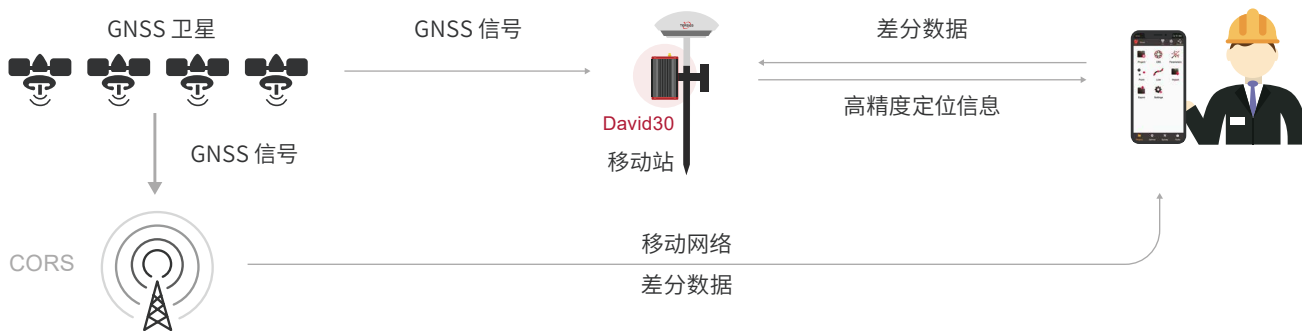 GNSS 卫星
GNSS 信号
差分数据
高精度定位信息
David30
移动站
GNSS 信号
CORS
移动网络
差分数据